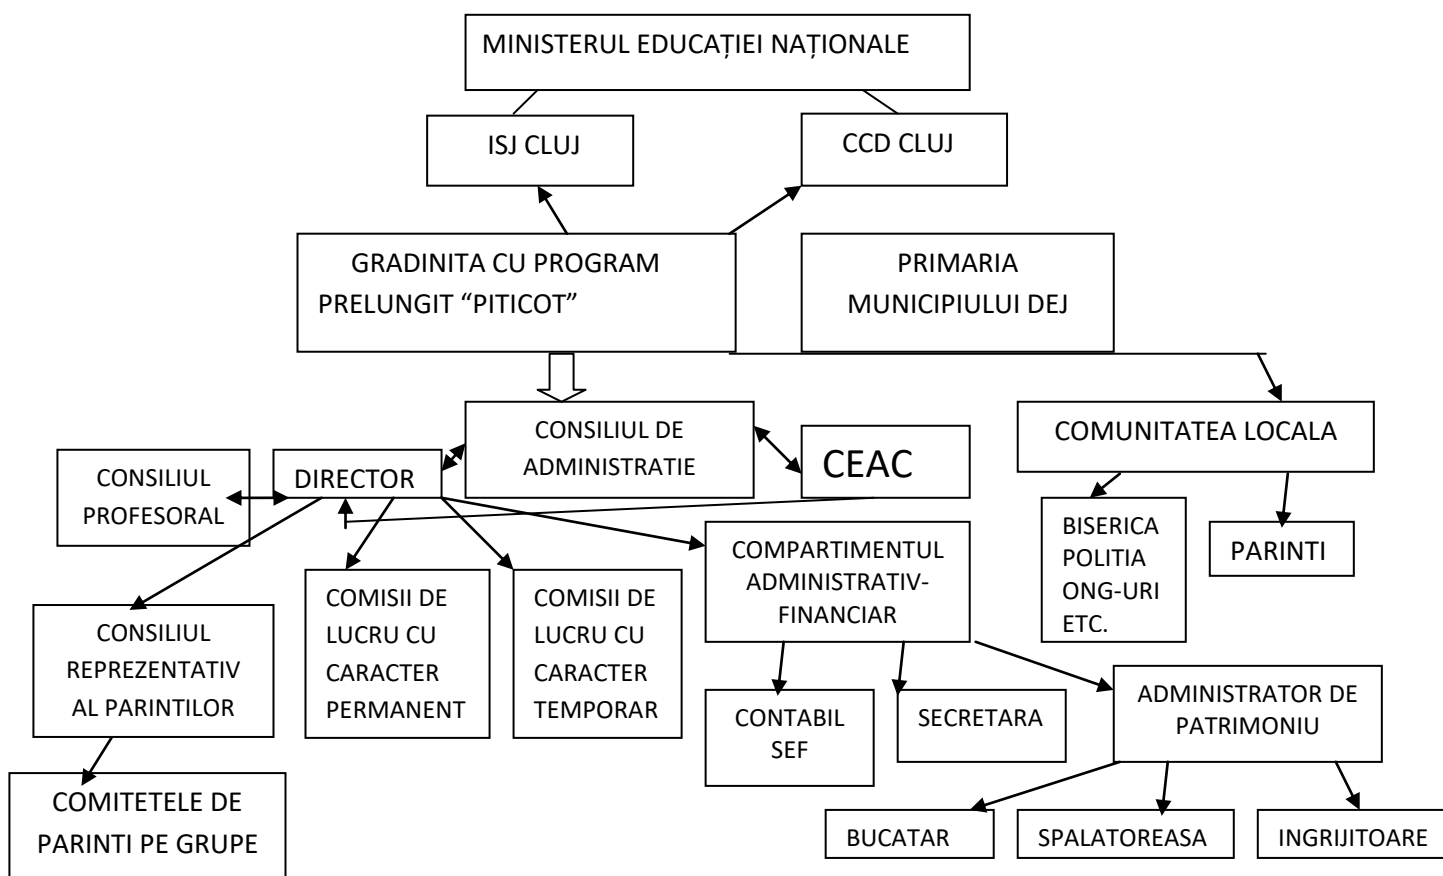 MINISTERUL EDUCAȚIEI NAȚIONALE
ISJ CLUJ
CCD CLUJ
GRADINITA CU PROGRAM
PRELUNGIT “PITICOT”
PRIMARIA
MUNICIPIULUI DEJ
CONSILIUL DE
ADMINISTRATIE
COMUNITATEA LOCALA
CEAC
CONSILIUL
PROFESORAL
DIRECTOR
BISERICA
POLITIA
ONG-URI
ETC.
PARINTI
COMPARTIMENTUL
ADMINISTRATIV-
FINANCIAR
COMISII DE
LUCRU CU
CARACTER
PERMANENT
COMISII DE
LUCRU CU
CARACTER
TEMPORAR
CONSILIUL
REPREZENTATIV
AL PARINTILOR
CONTABIL
SEF
SECRETARA
ADMINISTRATOR DE
PATRIMONIU
COMITETELE DE
PARINTI PE GRUPE
BUCATAR
SPALATOREASA
INGRIJITOARE